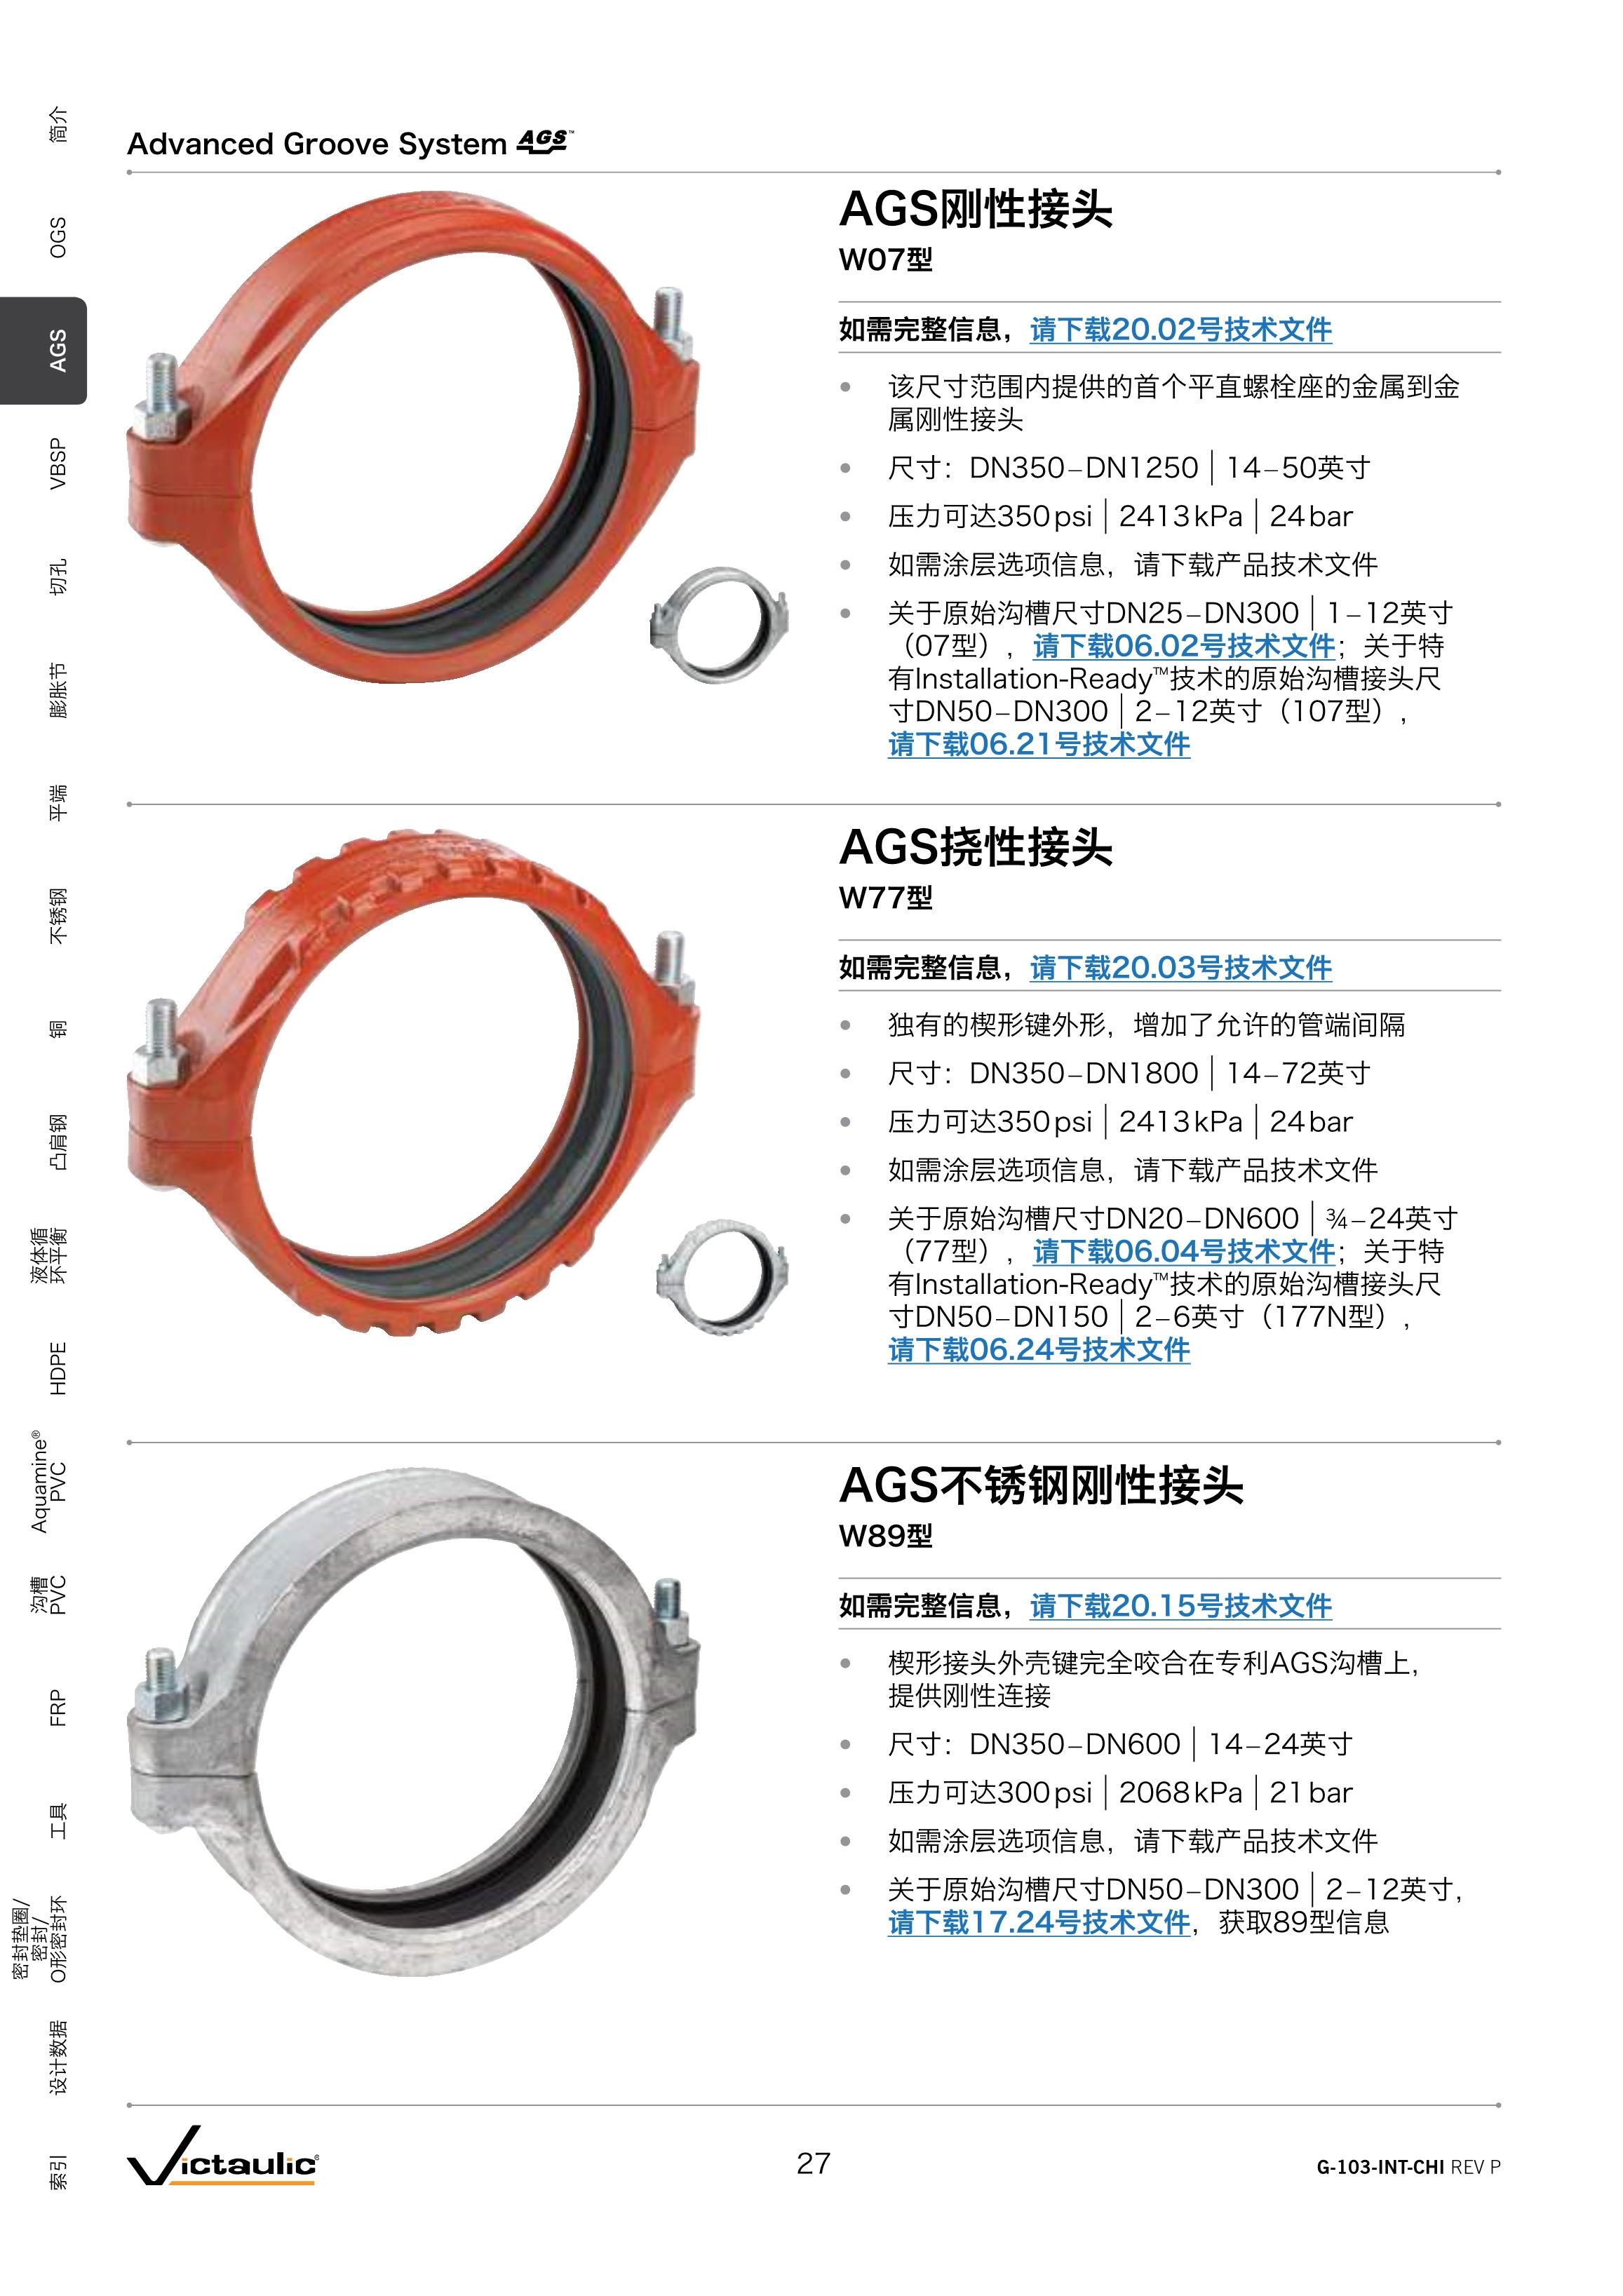 Advanced Groove System AGS™
AGS刚性接头
W07型
如需完整信息，请下载20.02号技术文件
• 该尺寸范围内提供的首个平直螺栓座的金属到金
属刚性接头
• 尺寸：DN350–DN1250 | 14–50英寸
• 压力可达350psi | 2413kPa | 24bar
• 如需涂层选项信息，请下载产品技术文件
• 关于原始沟槽尺寸DN25–DN300 | 1–12英寸
（07型），请下载06.02号技术文件；关于特
有Installation-Ready™技术的原始沟槽接头尺
寸DN50–DN300 | 2–12英寸（107型），
请下载06.21号技术文件
AGS挠性接头
W77型
如需完整信息，请下载20.03号技术文件
• 独有的楔形键外形，增加了允许的管端间隔
• 尺寸：DN350–DN1800 | 14–72英寸
• 压力可达350psi | 2413kPa | 24bar
• 如需涂层选项信息，请下载产品技术文件
• 关于原始沟槽尺寸DN20–DN600 | ¾–24英寸
（77型），请下载06.04号技术文件；关于特
有Installation-Ready™技术的原始沟槽接头尺
寸DN50–DN150 | 2–6英寸（177N型），
请下载06.24号技术文件
AGS不锈钢刚性接头
W89型
如需完整信息，请下载20.15号技术文件
• 楔形接头外壳键完全咬合在专利AGS沟槽上，
提供刚性连接
• 尺寸：DN350–DN600 | 14–24英寸
• 压力可达300psi | 2068kPa | 21bar
• 如需涂层选项信息，请下载产品技术文件
• 关于原始沟槽尺寸DN50–DN300 | 2–12英寸，
请下载17.24号技术文件，获取89型信息
简介
OGS
AGS
VBSP
切孔
膨胀节
平端
不锈钢
铜
凸肩钢
液体循
环平衡
HDPE
Aquamine®
PVC
沟槽
PVC
FRP
工具
密封垫圈/
密封/
O形密封环
设计数据
索引
Victaulic®
27
G-103-INT-CHI REV P